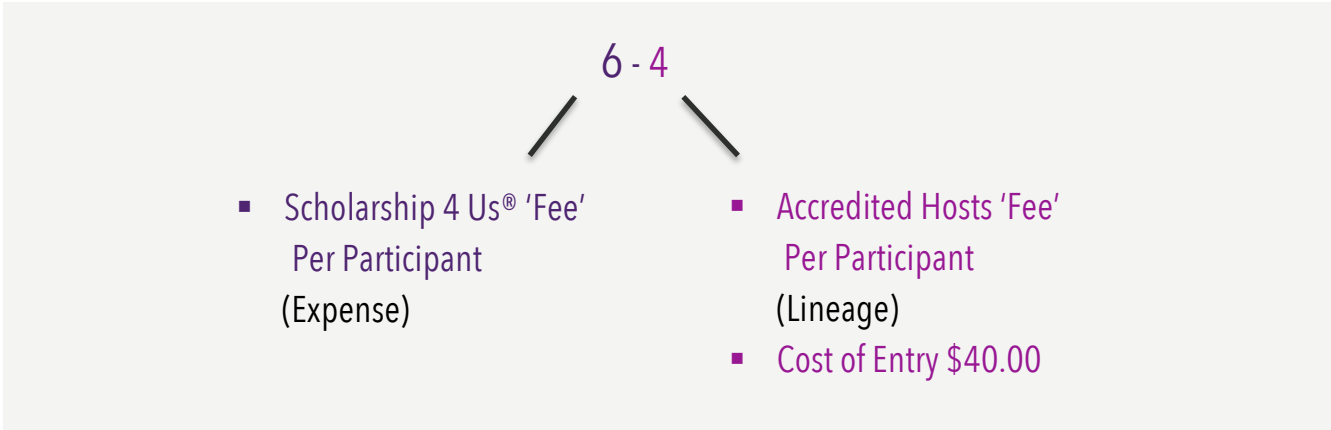 6 - 4
▪ Scholarship 4 Us® ‘Fee’
Per Participant
(Expense)
▪ Accredited Hosts ‘Fee’
Per Participant
(Lineage)
▪ Cost of Entry $40.00